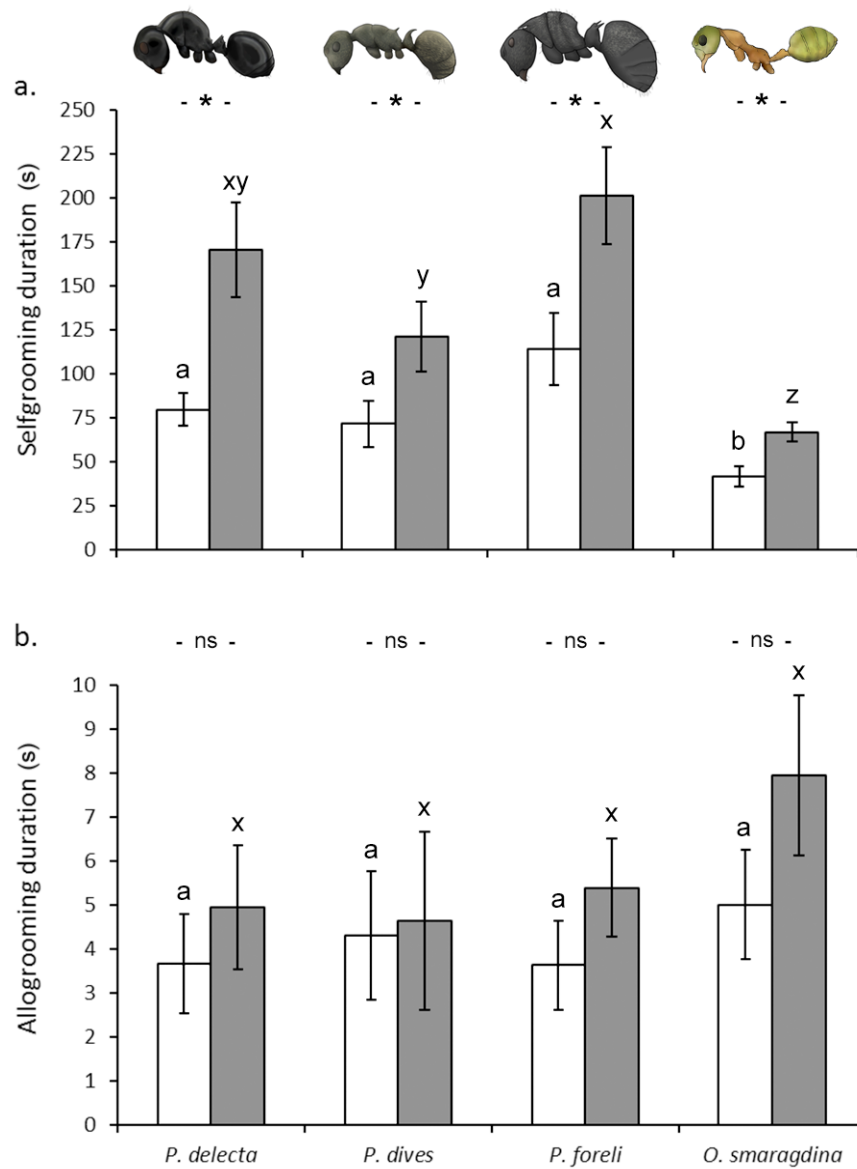 a.
- * - - * - - * - - * -
Selfgrooming duration (s)
250
225
200
175
150
125
100
75
50
25
0
a xy a y a x b z
b.
- ns - - ns - - ns - - ns -
Allogrooming duration (s)
10
9
8
7
6
5
4
3
2
1
0
a x a x a x a x
P. delecta P. dives P. foreli O. smaragdina